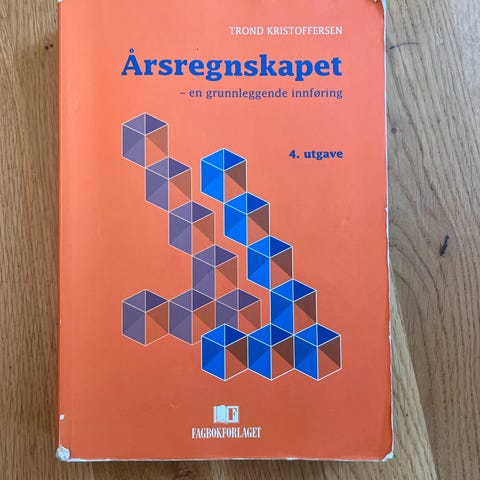 TROND KRISTOFFERSEN
Årsregnskapet
– en grunnleggende innføring
4. utgave
F
FAGBOKFORLAGET